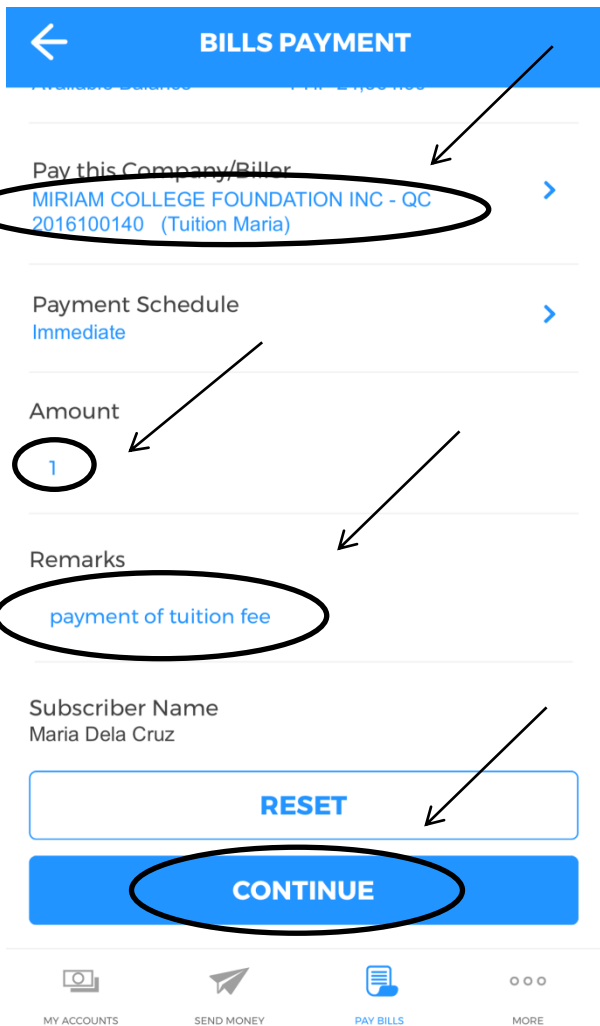 BILLS PAYMENT
Pay this Company/Biller
MIRIAM COLLEGE FOUNDATION INC - QC
2016100140 (Tuition Maria)
Payment Schedule
Immediate
Amount
1
Remarks
payment of tuition fee
Subscriber Name
Maria Dela Cruz
RESET
CONTINUE
MY ACCOUNTS SEND MONEY PAY BILLS MORE